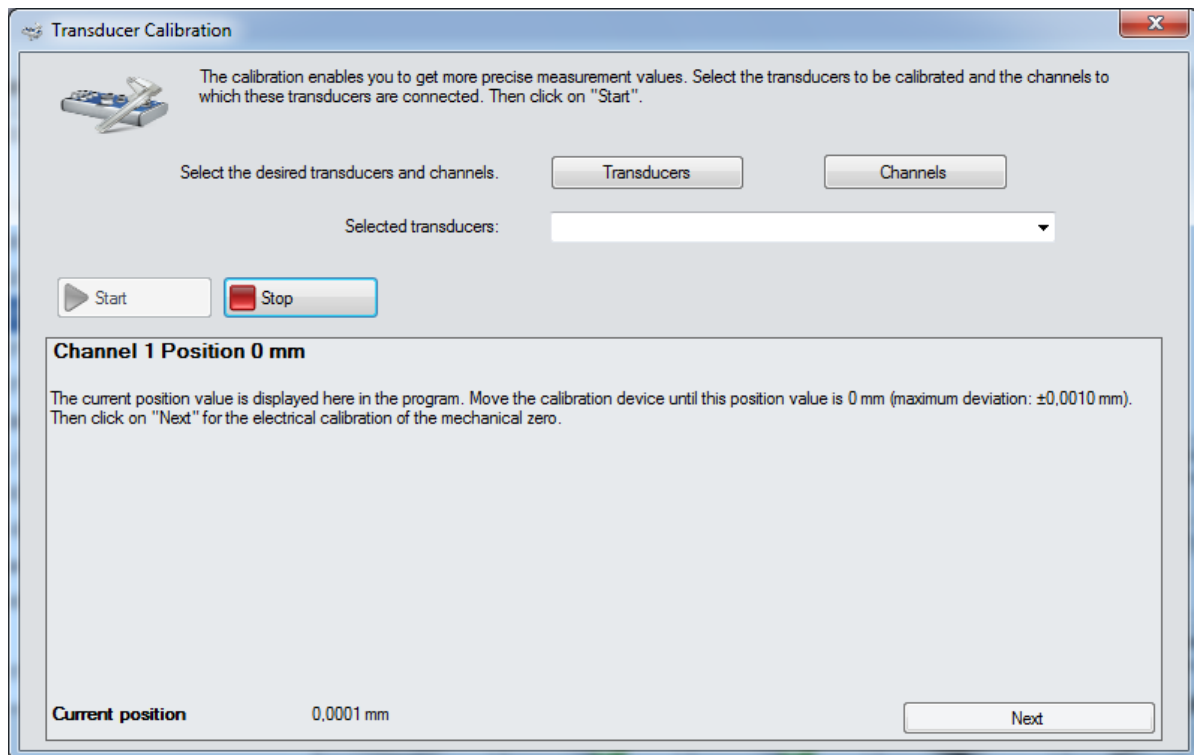 Transducer Calibration
The calibration enables you to get more precise measurement values. Select the transducers to be calibrated and the channels to
which these transducers are connected. Then click on "Start".
Select the desired transducers and channels.
Transducers
Channels
Selected transducers:
Start
Stop
Channel 1 Position 0 mm
The current position value is displayed here in the program. Move the calibration device until this position value is 0 mm (maximum deviation: ±0,0010 mm).
Then click on "Next" for the electrical calibration of the mechanical zero.
Current position
0,0001 mm
Next